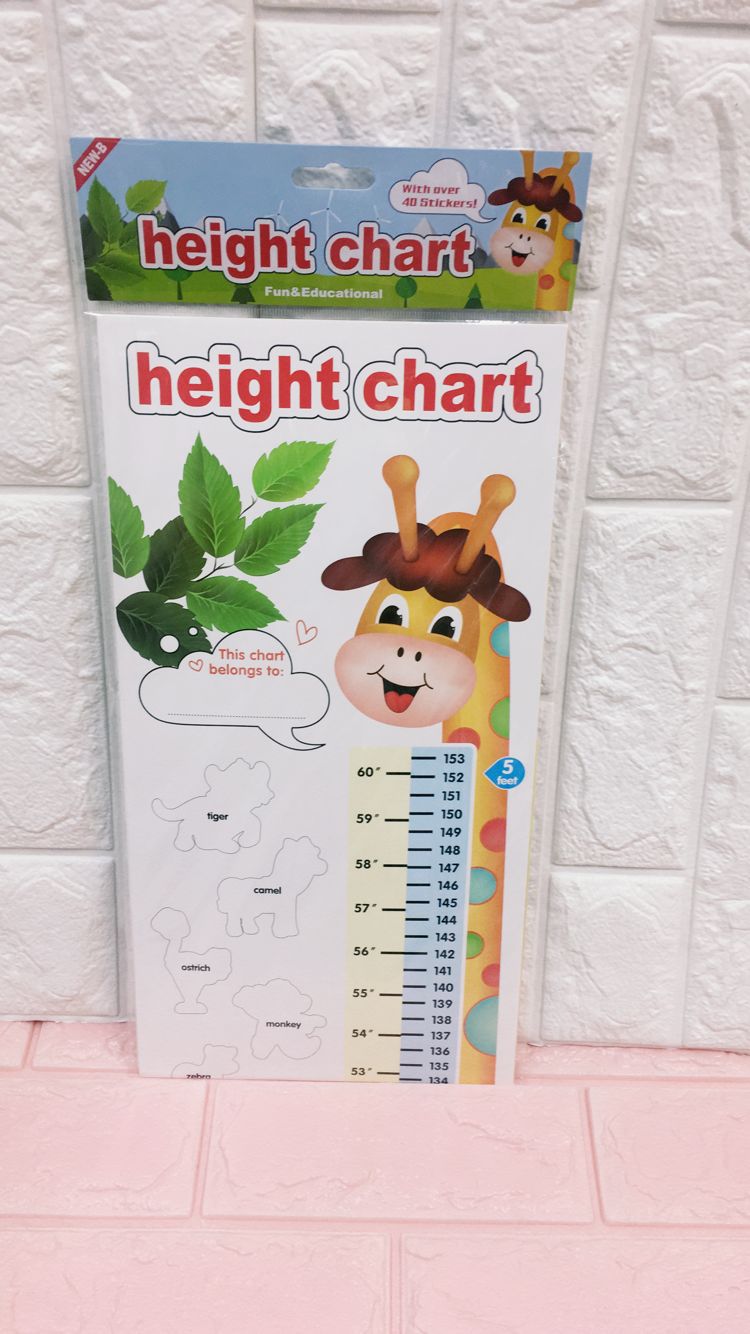 NEW-B
With over
40 Stickers!
height chart
Fun&Educational
height chart
This chart
belongs to:
153
60″
152
5
feet
151
150
59″
149
148
58″
147
146
145
57″
144
143
56″
142
141
140
55″
139
138
54″
137
136
135
53″
134
tiger
camel
ostrich
monkey
zebra